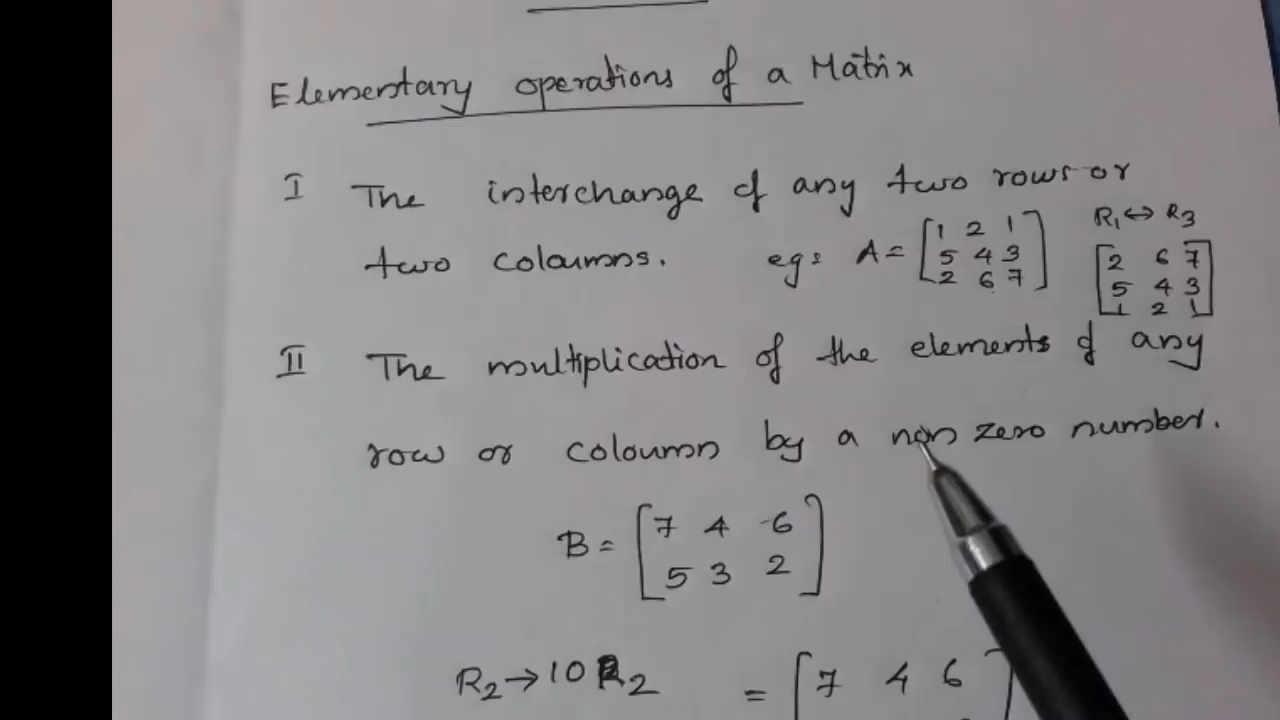 Elementary operations of a Matrix
I The interchange of any two rows or
two coloumns. eg: A = [1 2 1 R1 ↔ R3
5 4 3
2 6 7] [2 6 7
5 4 3
1 2 1]
II The multiplication of the elements of any
row or coloumn by a non zero number.
B = [7 4 6
5 3 2]
R2 → 10 R2 = [7 4 6